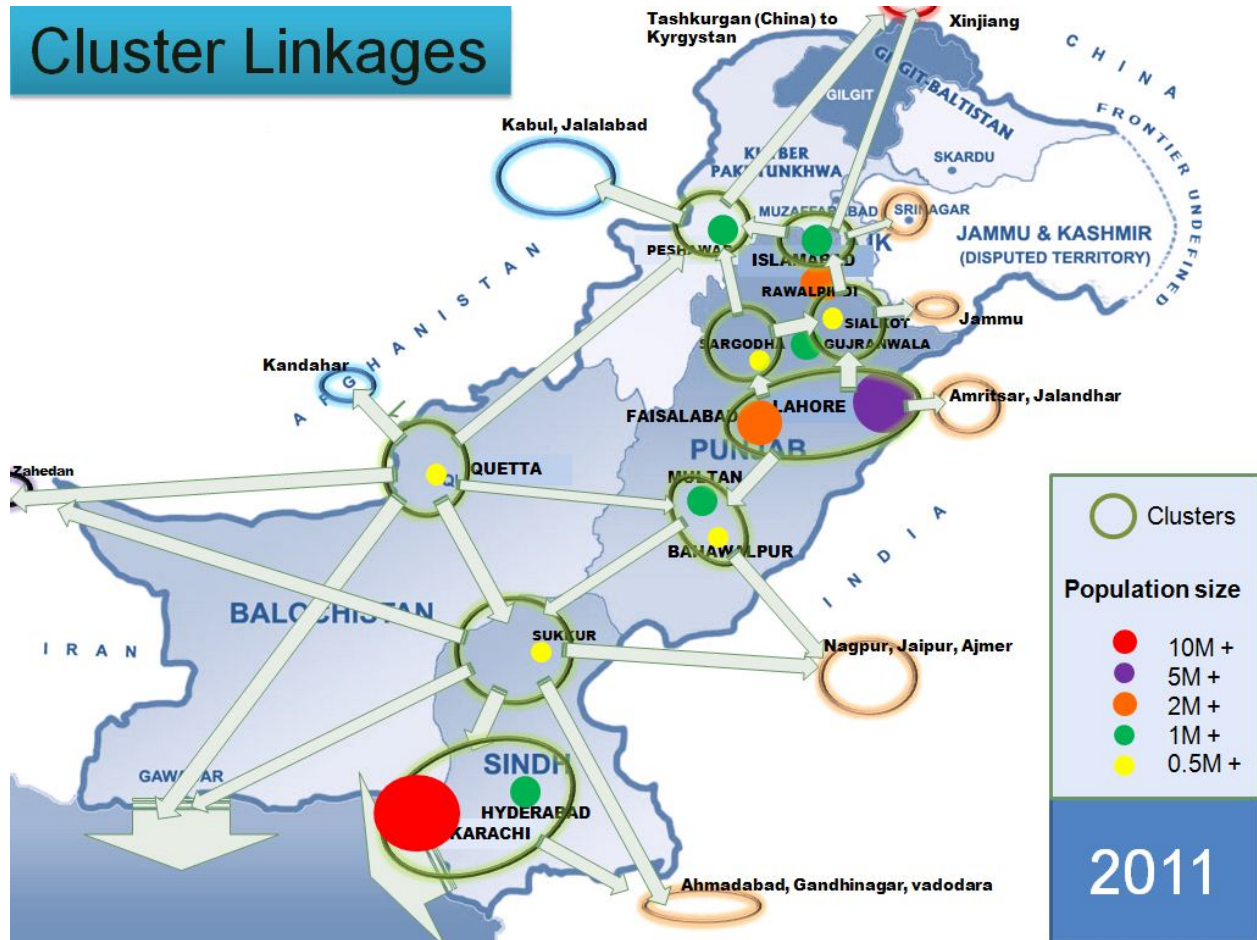 Cluster Linkages
Tashkurgan (China) to
Kyrgystan
Xinjiang
CHINA
FRONTIER UNDEFINED
GILGIT-BALTISTAN
GILGIT
Kabul, Jalalabad
KHYBER
PAKHTUNKHWA
SKARDU
MUZAFFARABAD
SRINAGAR
JAMMU & KASHMIR
(DISPUTED TERRITORY)
PESHAWAR
ISLAMABAD
RAWALPINDI
AFGHANISTAN
SIALKOT
Jammu
SARGODHA
GUJRANWALA
Kandahar
LAHORE
Amritsar, Jalandhar
FAISALABAD
PUNJAB
Zahedan
QUETTA
MULTAN
BAHAWALPUR
INDIA
BALOCHISTAN
SUKKUR
IRAN
Nagpur, Jaipur, Ajmer
SINDH
GAWADAR
HYDERABAD
KARACHI
Ahmadabad, Gandhinagar, vadodara
Clusters
Population size
10M +
5M +
2M +
1M +
0.5M +
2011